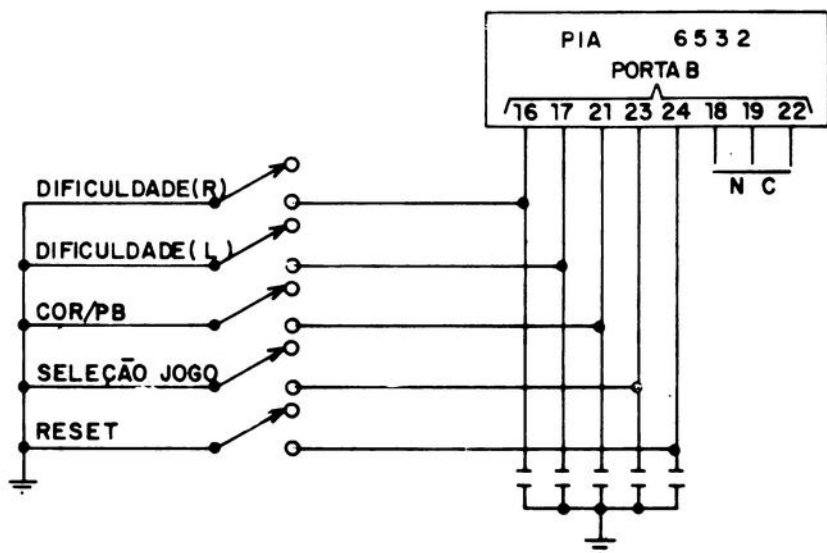 PIA 6532
PORTA B
16 17 21 23 24 18 19 22
N C
DIFICULDADE(R)
DIFICULDADE(L)
COR/PB
SELEÇÃO JOGO
RESET